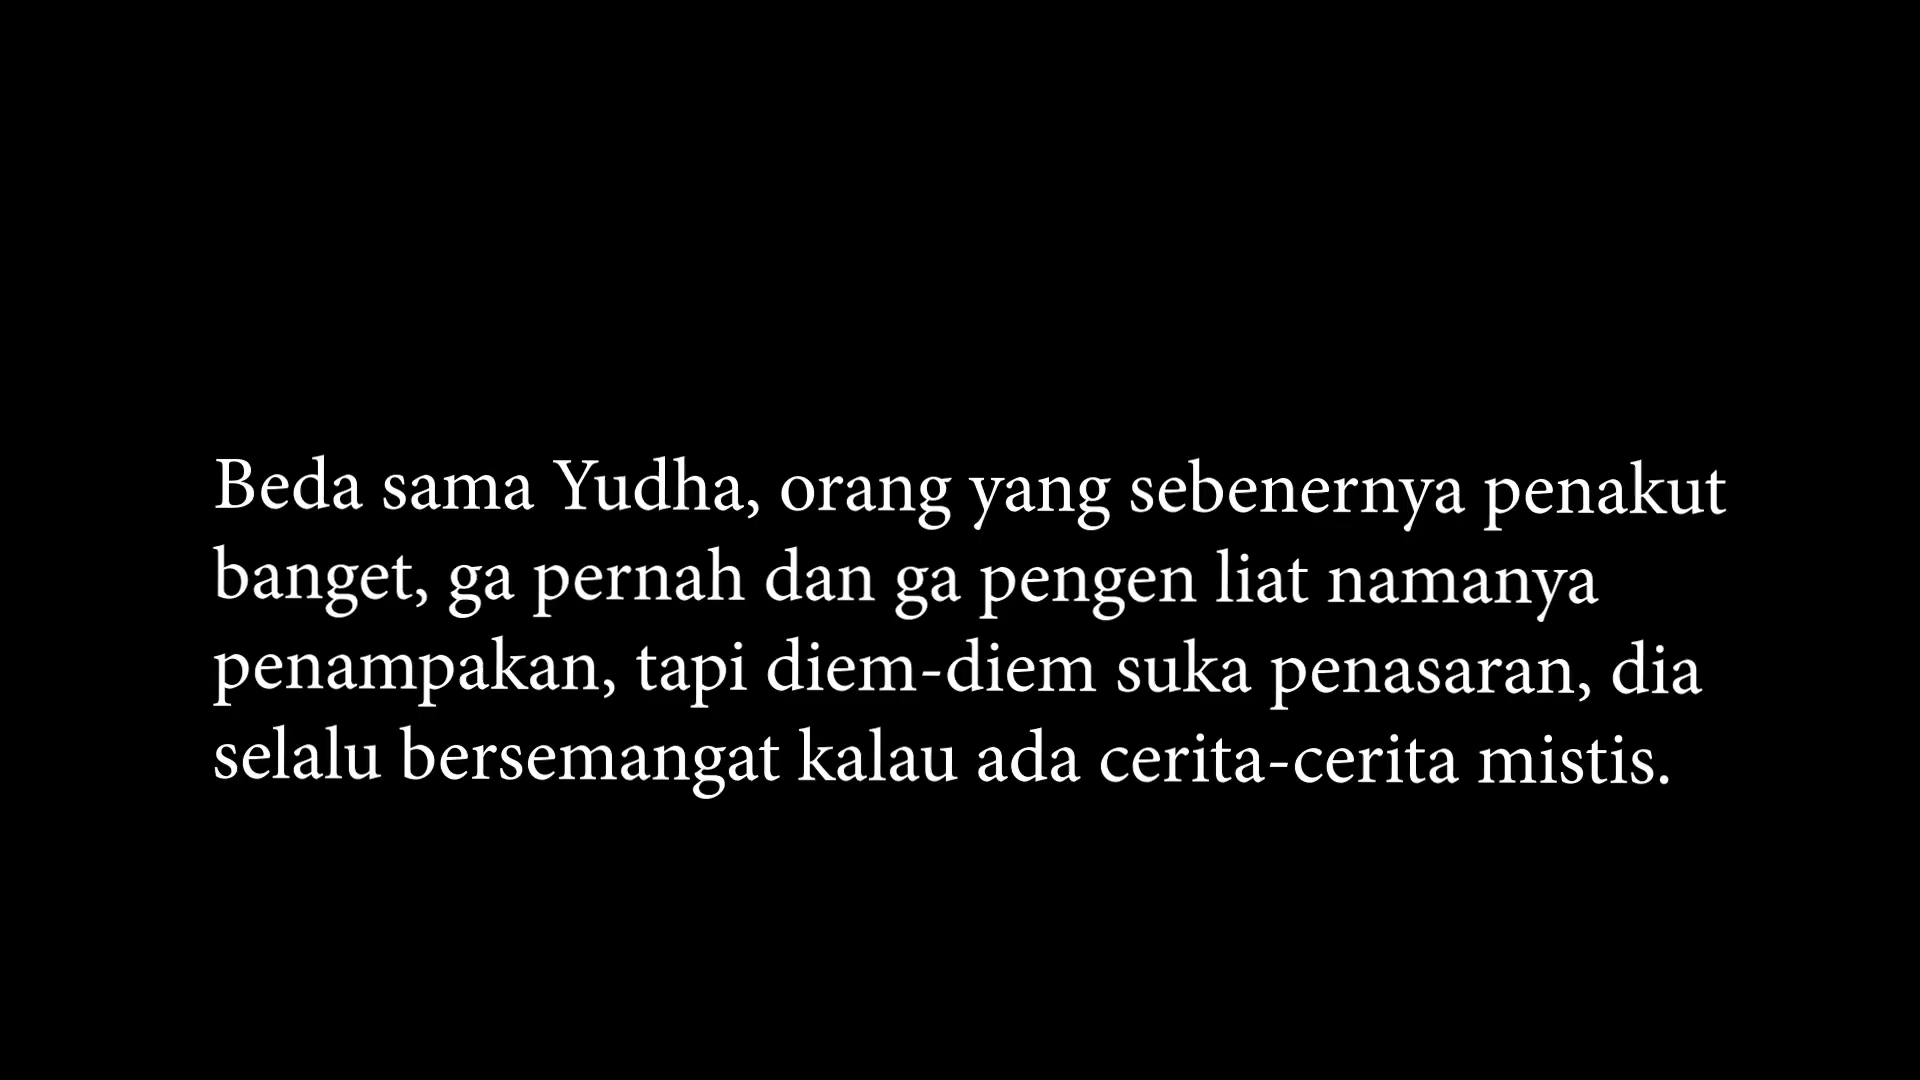 Beda sama Yudha, orang yang sebenernya penakut
banget, ga pernah dan ga pengen liat namanya
penampakan, tapi diem-diem suka penasaran, dia
selalu bersemangat kalau ada cerita-cerita mistis.